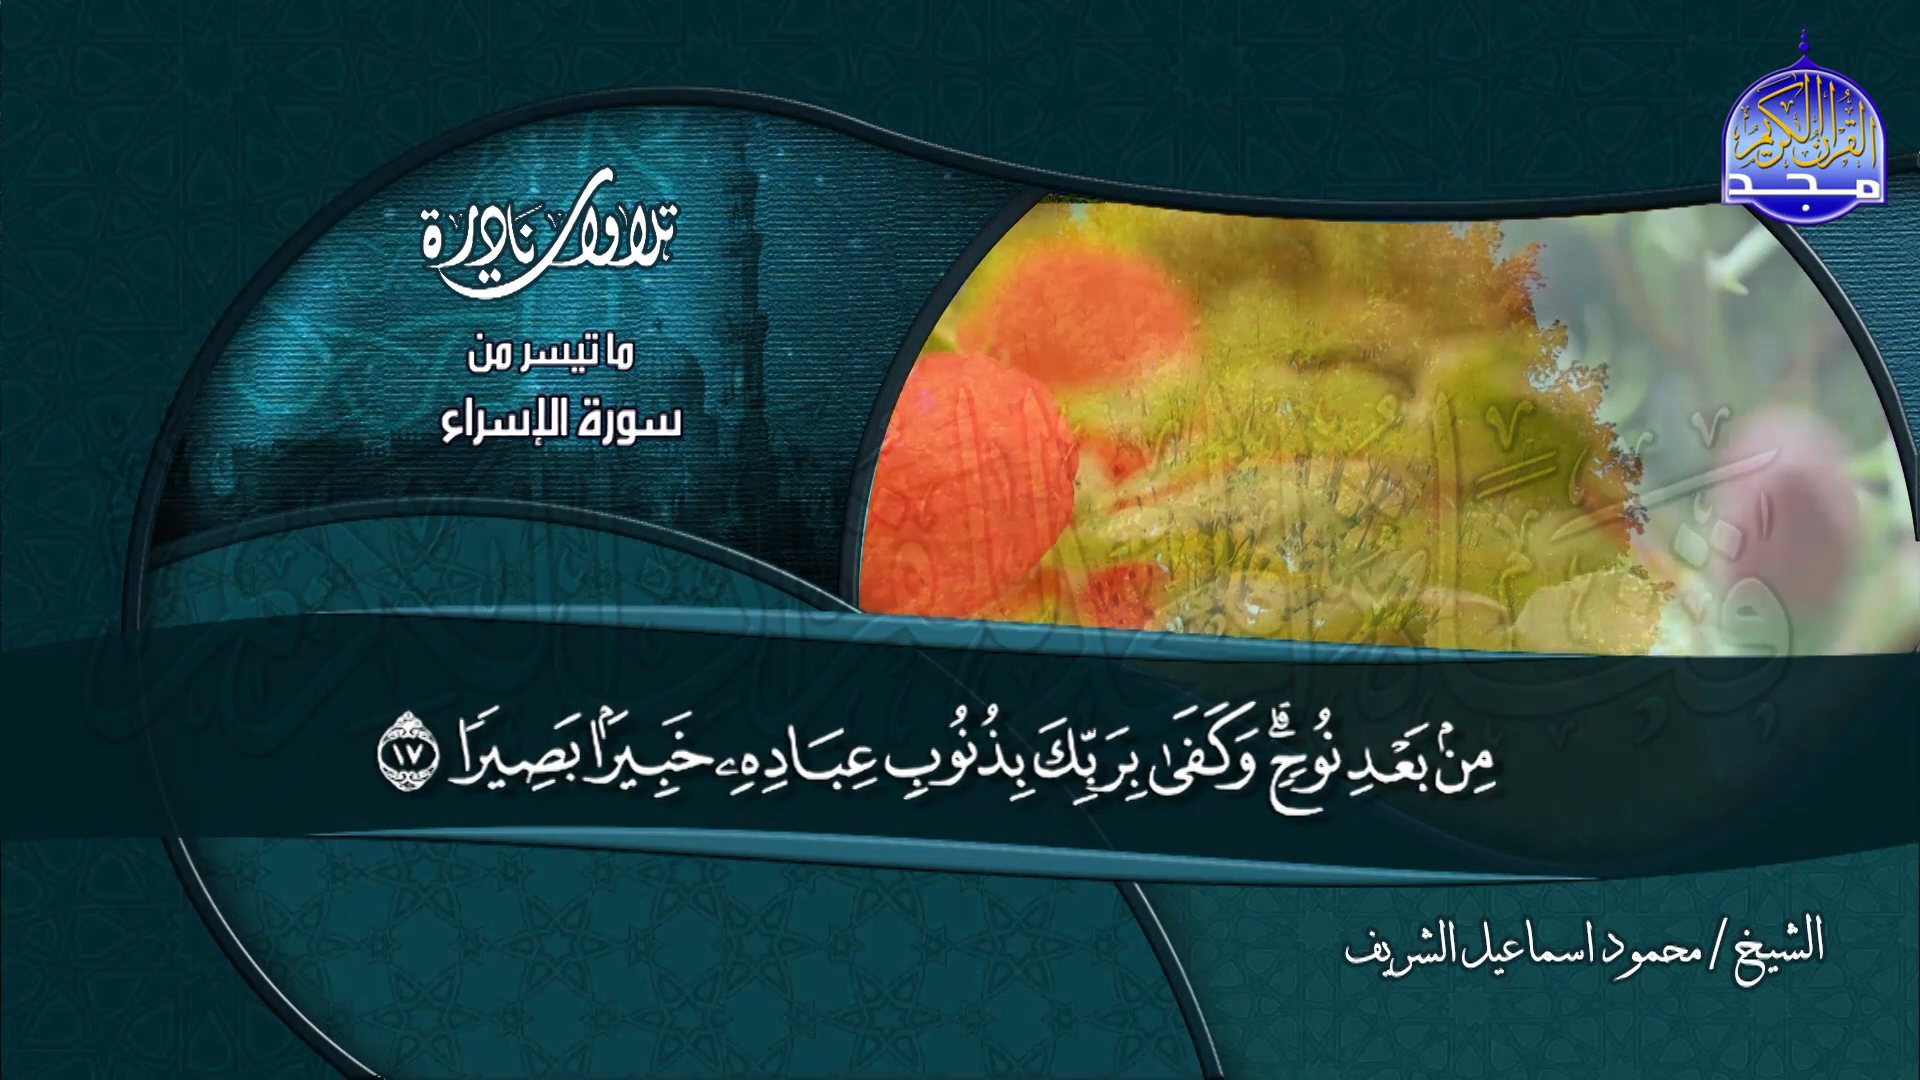 القرآن الكريم
مجد
تلاوات نادرة
ما تيسر من
سورة الإسراء
مِنۢ بَعْدِ نُوحٍۗ وَكَفَىٰ بِرَبِّكَ بِذُنُوبِ عِبَادِهِۦ خَبِيرَۢا بَصِيرٗا ١٧
الشيخ / محمود اسماعيل الشريف